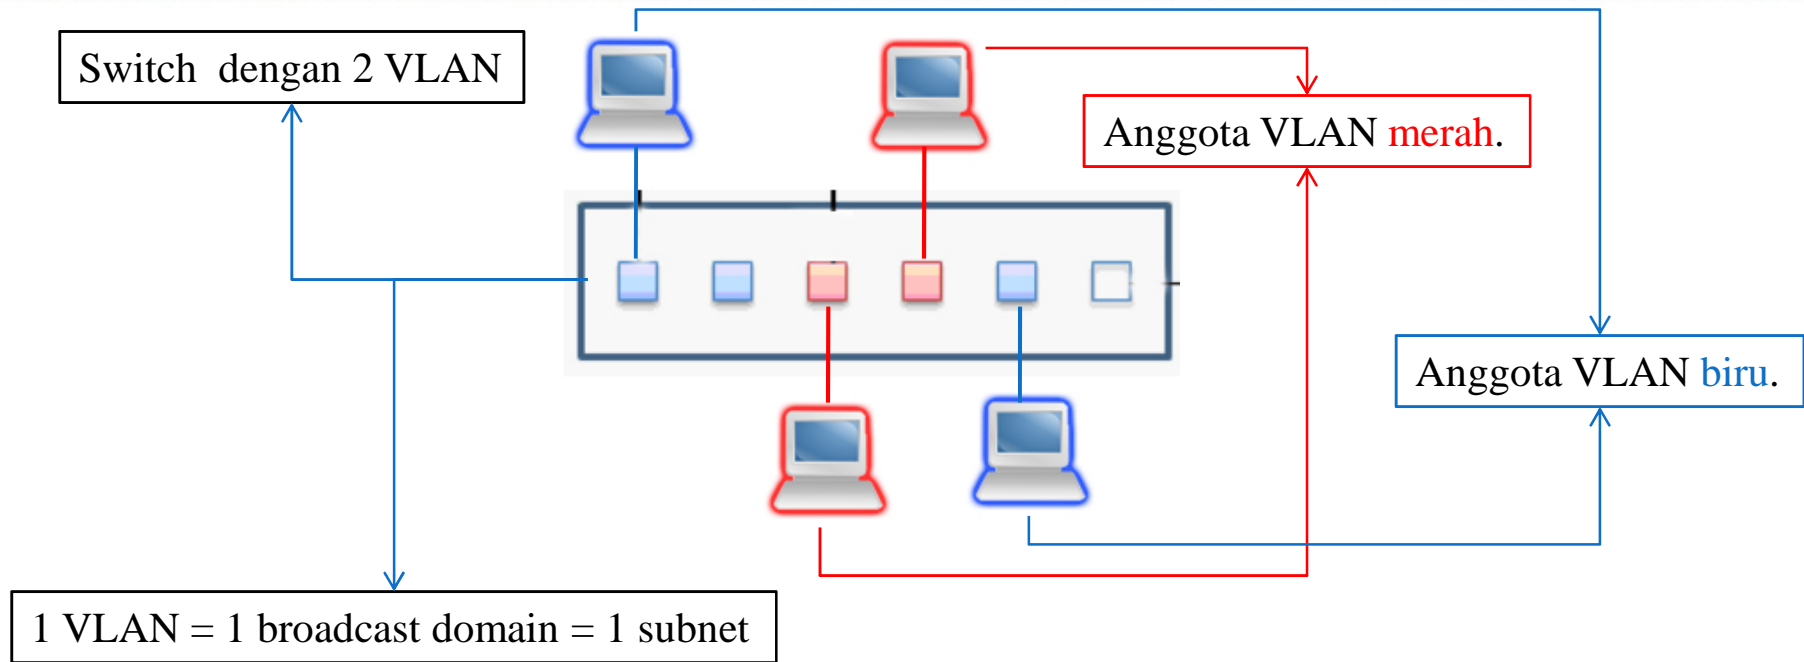 Switch dengan 2 VLAN
Anggota VLAN merah.
Anggota VLAN biru.
1 VLAN = 1 broadcast domain = 1 subnet